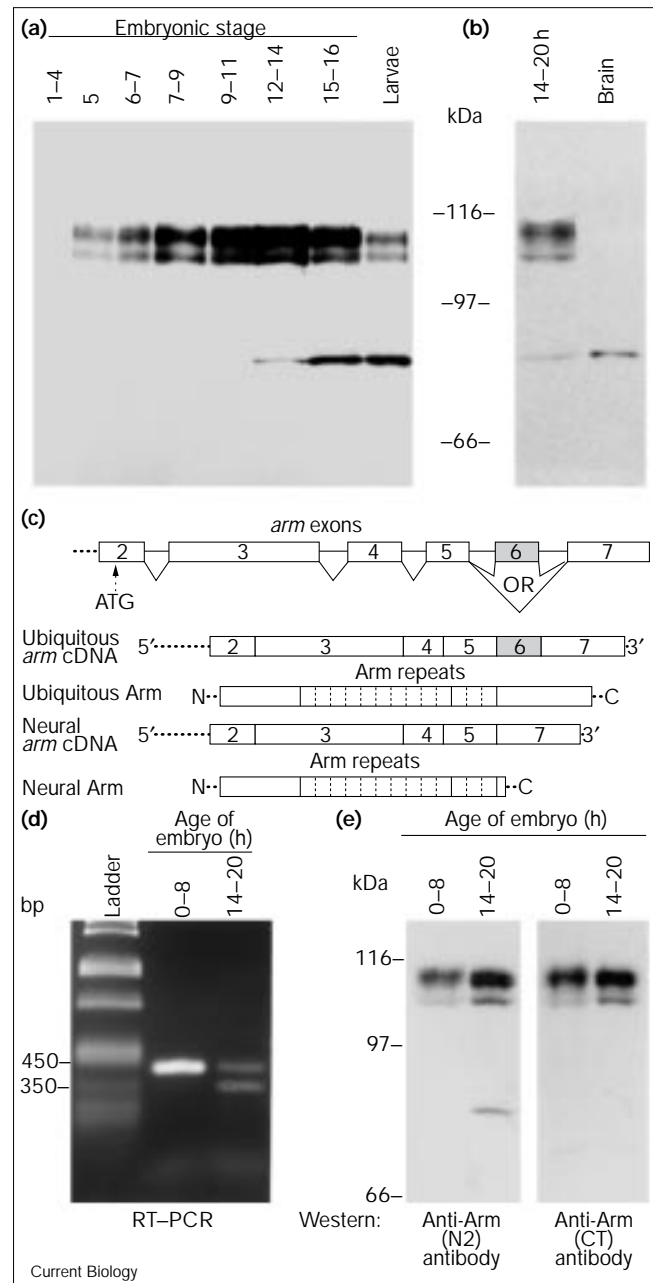 (a) Embryonic stage
1–4 5 6–7 7–9 9–11 12–14 15–16 Larvae
(b)
14–20h Brain
kDa
–116–
–97–
–66–
(c)
arm exons
2 3 4 5 6 7
OR
ATG
Ubiquitous arm cDNA 5′ 2 3 4 5 6 7 3′
Arm repeats
Ubiquitous Arm N C
Neural arm cDNA 5′ 2 3 4 5 7 3′
Arm repeats
Neural Arm N C
(d) Age of embryo (h)
bp Ladder 0–8 14–20
450–
350–
RT–PCR
(e) Age of embryo (h)
kDa 0–8 14–20 0–8 14–20
116–
97–
66–
Western: Anti-Arm (N2) antibody Anti-Arm (CT) antibody
Current Biology